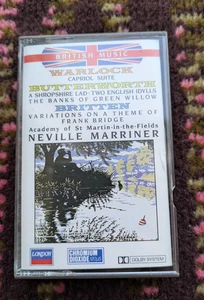 BRITISH MUSIC
WARLOCK
CAPRIOL SUITE
BUTTERWORTH
A SHROPSHIRE LAD·TWO ENGLISH IDYLLS
THE BANKS OF GREEN WILLOW
BRITTEN
VARIATIONS ON A THEME OF
FRANK BRIDGE
Academy of St Martin-in-the-Fields
NEVILLE MARRINER
LONDON
CHROMIUM
DIOXIDE
DOLBY SYSTEM